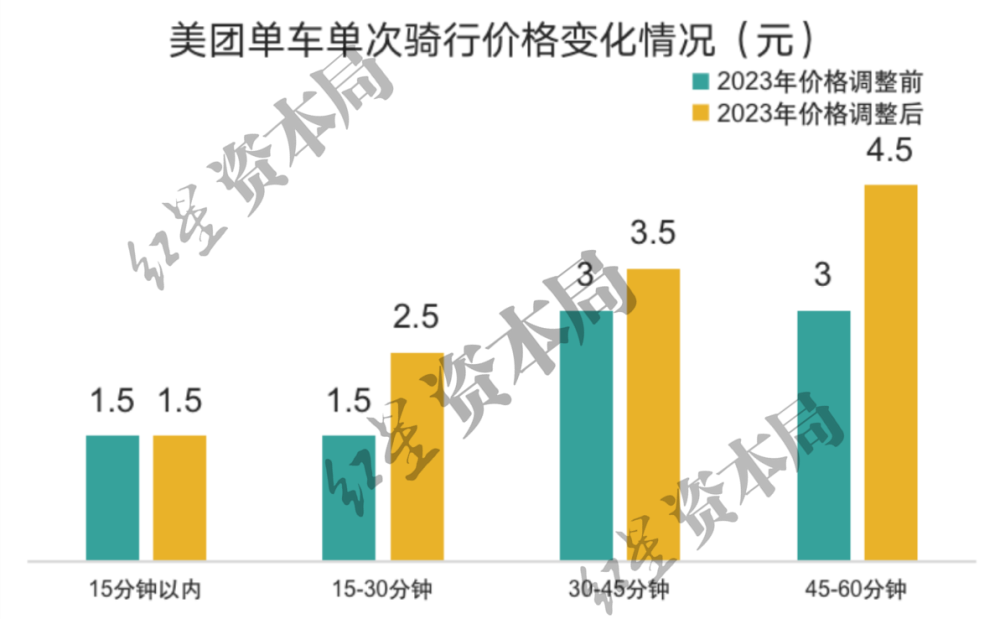 美团单车单次骑行价格变化情况（元）
2023年价格调整前
2023年价格调整后
4.5
3.5
3
3
2.5
1.5 1.5
1.5
15分钟以内 15-30分钟 30-45分钟 45-60分钟
红星资本局
红星资本局
红星资本局